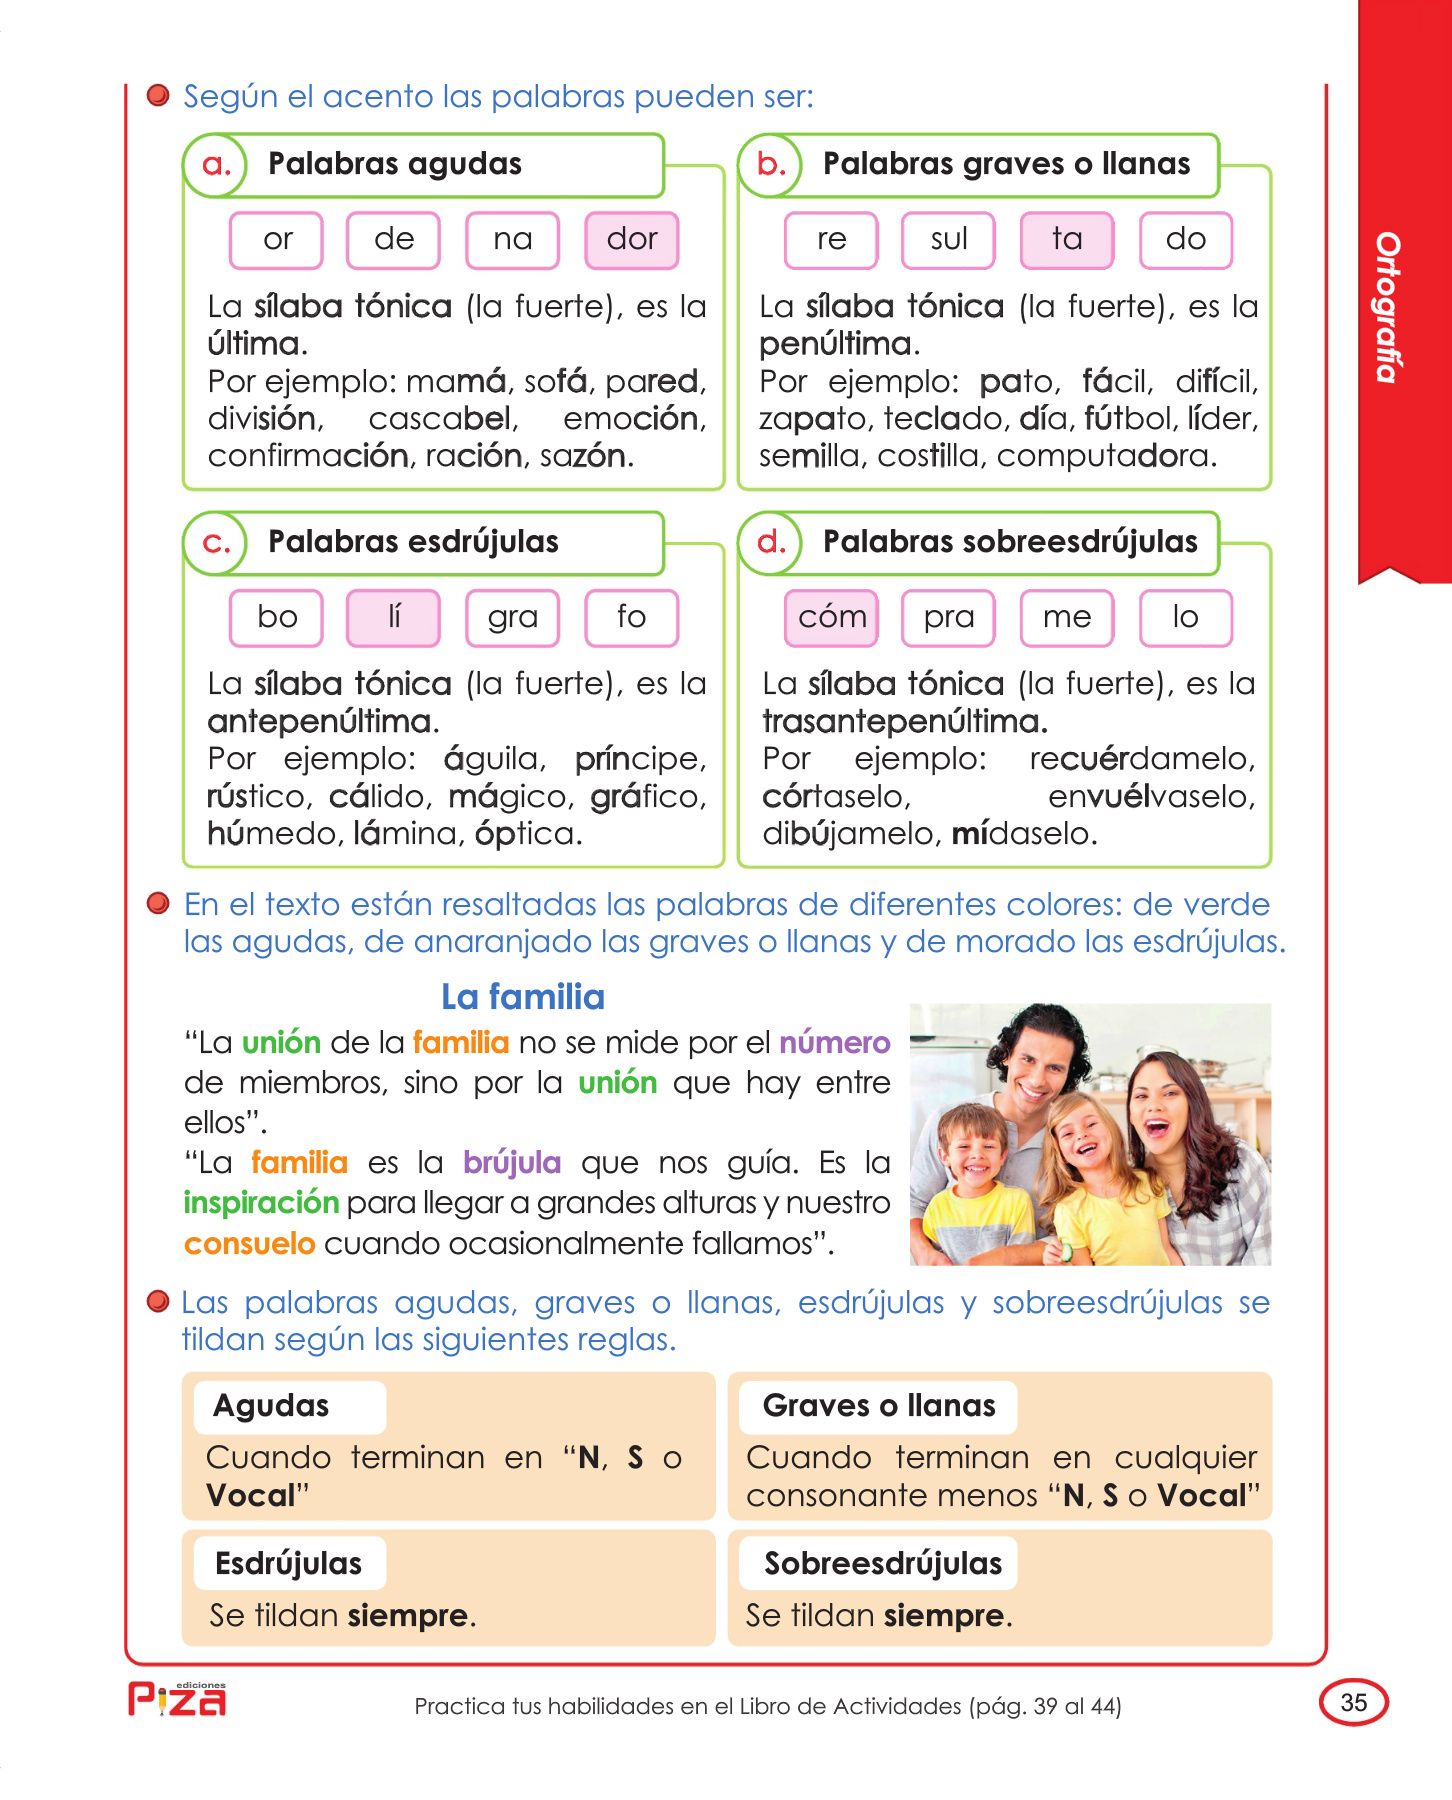 Ortografía
Según el acento las palabras pueden ser:
a. Palabras agudas
or de na dor
La sílaba tónica (la fuerte), es la
última.
Por ejemplo: mamá, sofá, pared,
división, cascabel, emoción,
confirmación, ración, sazón.
b. Palabras graves o llanas
re sul ta do
La sílaba tónica (la fuerte), es la
penúltima.
Por ejemplo: pato, fácil, difícil,
zapato, teclado, día, fútbol, líder,
semilla, costilla, computadora.
c. Palabras esdrújulas
bo lí gra fo
La sílaba tónica (la fuerte), es la
antepenúltima.
Por ejemplo: águila, príncipe,
rústico, cálido, mágico, gráfico,
húmedo, lámina, óptica.
d. Palabras sobreesdrújulas
cóm pra me lo
La sílaba tónica (la fuerte), es la
trasantepenúltima.
Por ejemplo: recuérdamelo,
córtaselo, envuélvaselo,
dibújamelo, mídaselo.
En el texto están resaltadas las palabras de diferentes colores: de verde
las agudas, de anaranjado las graves o llanas y de morado las esdrújulas.
La familia
“La unión de la familia no se mide por el número
de miembros, sino por la unión que hay entre
ellos”.
“La familia es la brújula que nos guía. Es la
inspiración para llegar a grandes alturas y nuestro
consuelo cuando ocasionalmente fallamos”.
Las palabras agudas, graves o llanas, esdrújulas y sobreesdrújulas se
tildan según las siguientes reglas.
Agudas
Cuando terminan en “N, S o
Vocal”
Graves o llanas
Cuando terminan en cualquier
consonante menos “N, S o Vocal”
Esdrújulas
Se tildan siempre.
Sobreesdrújulas
Se tildan siempre.
ediciones
Piza
Practica tus habilidades en el Libro de Actividades (pág. 39 al 44)
35